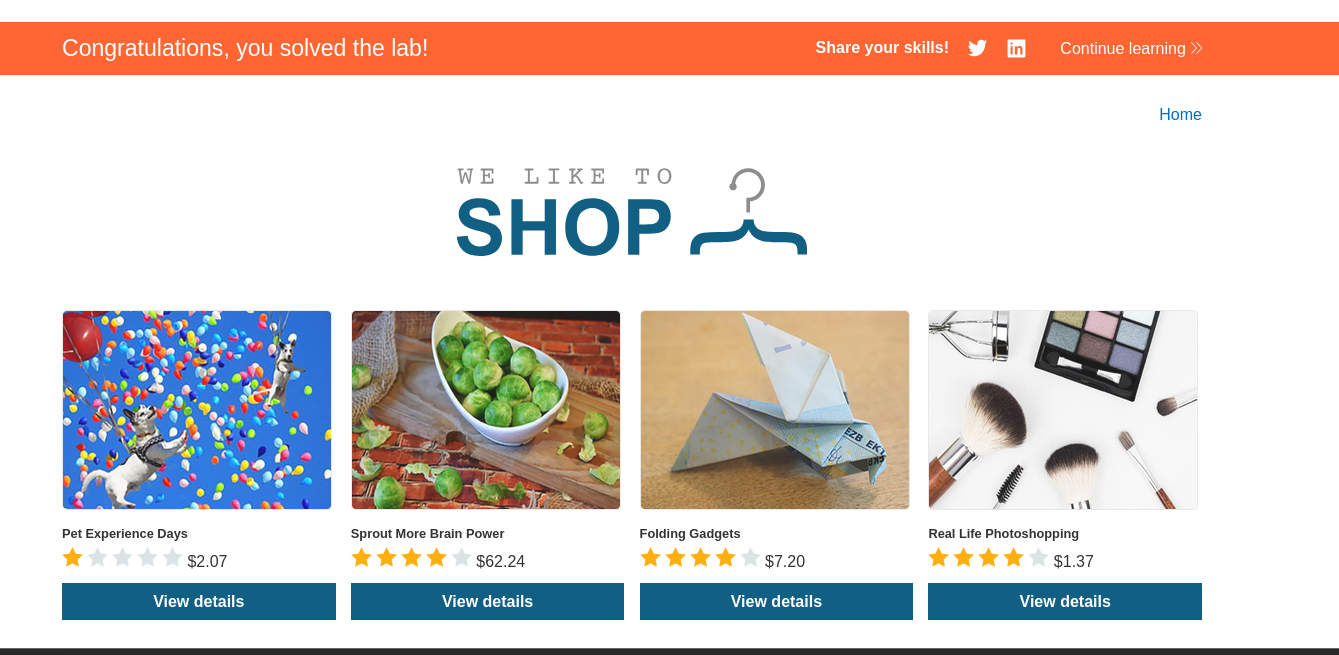 Congratulations, you solved the lab!
Share your skills!
Continue learning
Home
WE LIKE TO
SHOP
EZB EK
Pet Experience Days
$2.07
View details
Sprout More Brain Power
$62.24
View details
Folding Gadgets
$7.20
View details
Real Life Photoshopping
$1.37
View details